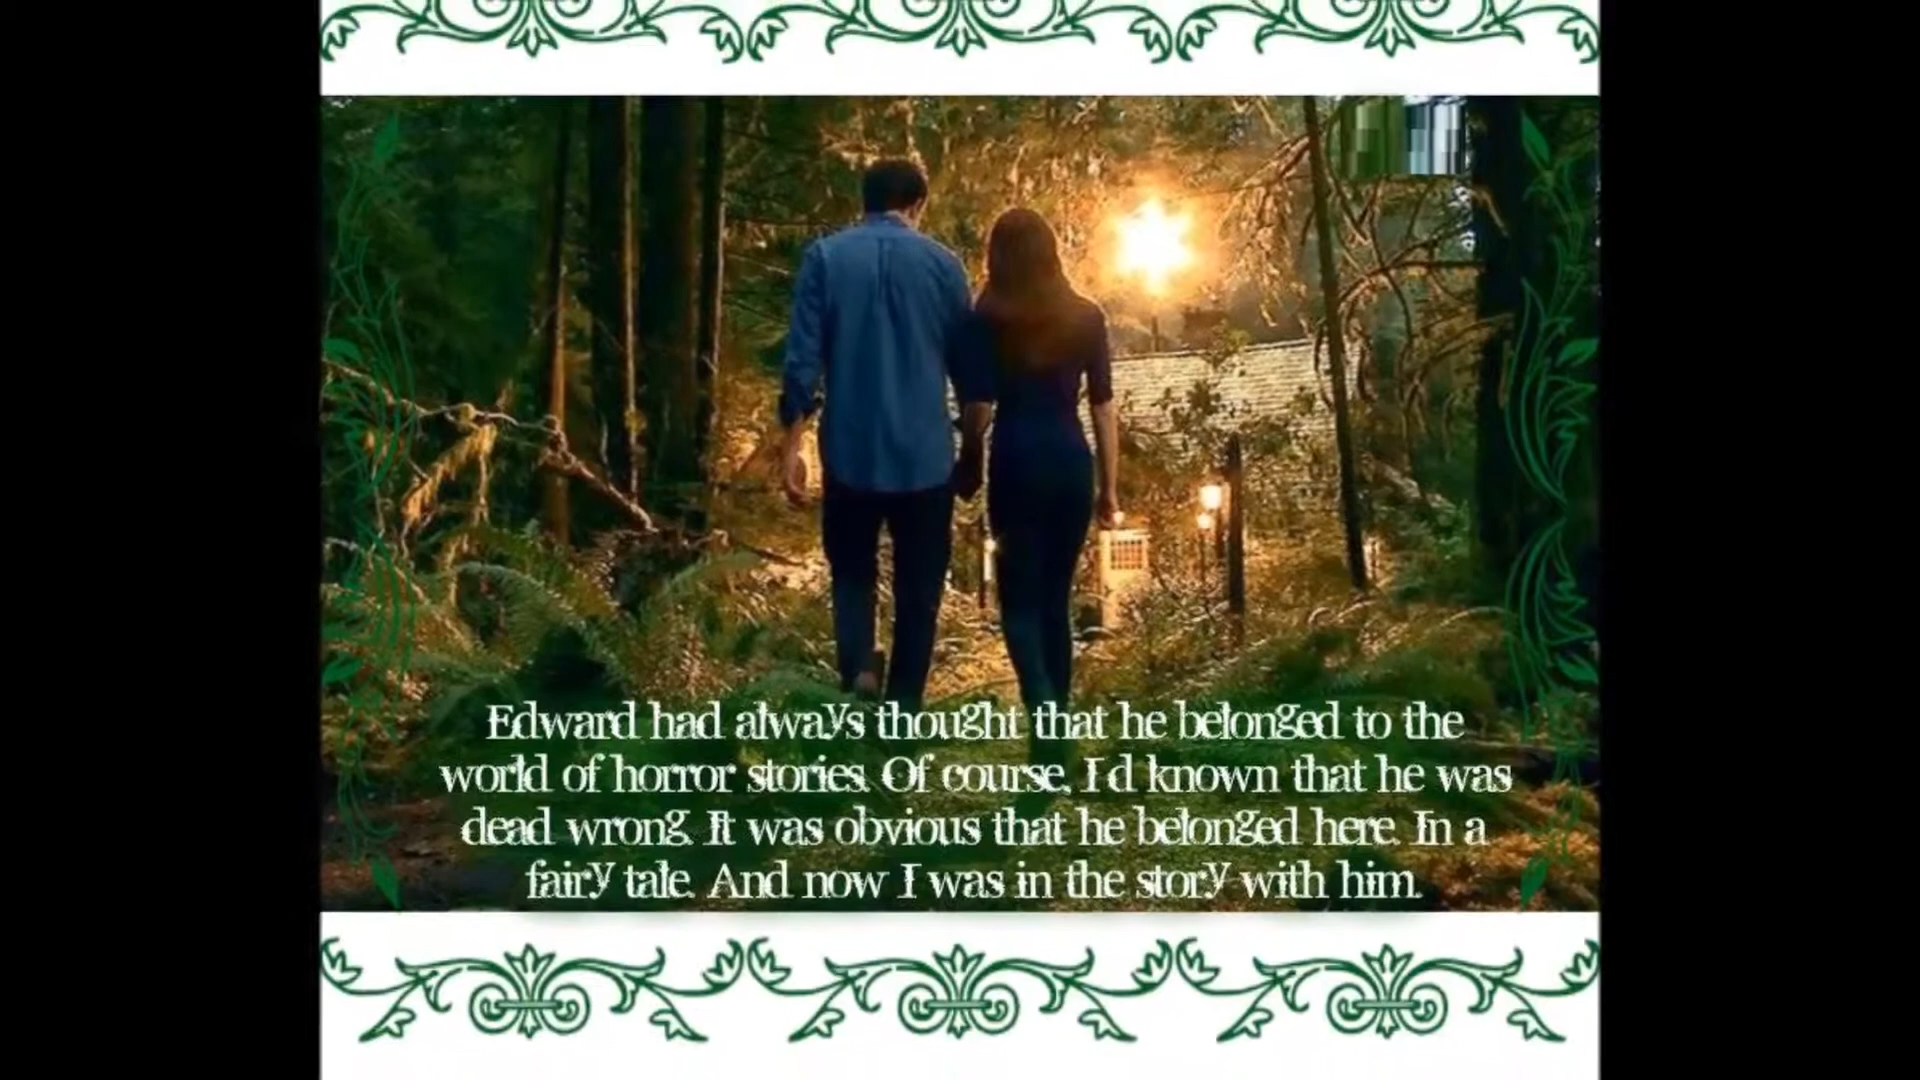 Edward had always thought that he belonged to the
world of horror stories. Of course, I'd known that he was
dead wrong. It was obvious that he belonged here. In a
fairy tale. And now I was in the story with him.